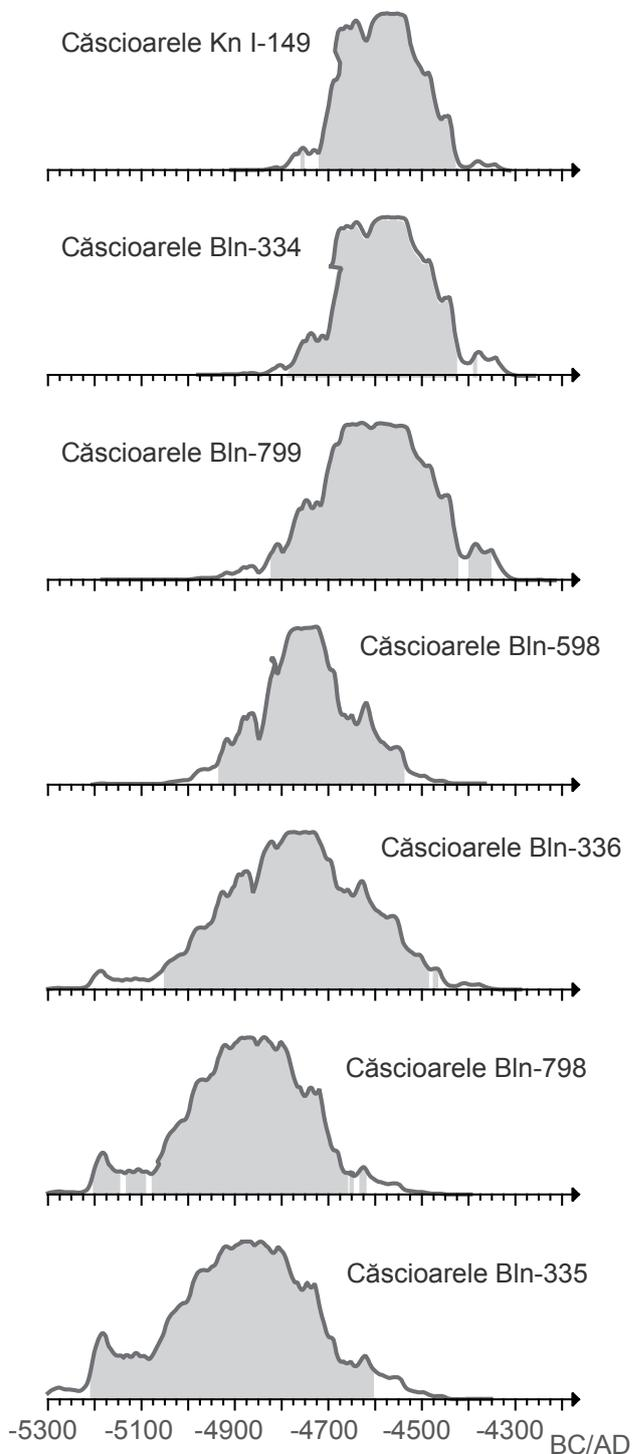 Căscioarele Kn I-149
Căscioarele Bln-334
Căscioarele Bln-799
Căscioarele Bln-598
Căscioarele Bln-336
Căscioarele Bln-798
Căscioarele Bln-335
-5300 -5100 -4900 -4700 -4500 -4300 BC/AD